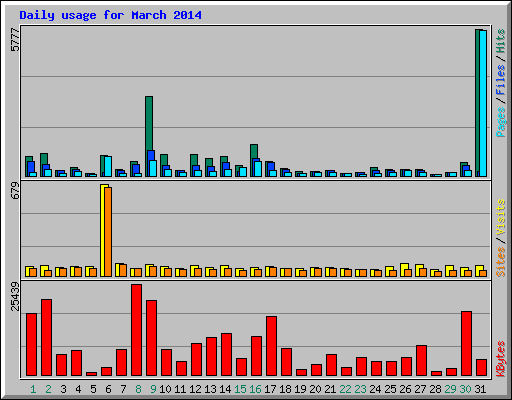 Daily usage for March 2014
5777
Pages / Files / Hits
679
Sites / Visits
25439
KBytes
1 2 3 4 5 6 7 8 9 10 11 12 13 14 15 16 17 18 19 20 21 22 23 24 25 26 27 28 29 30 31